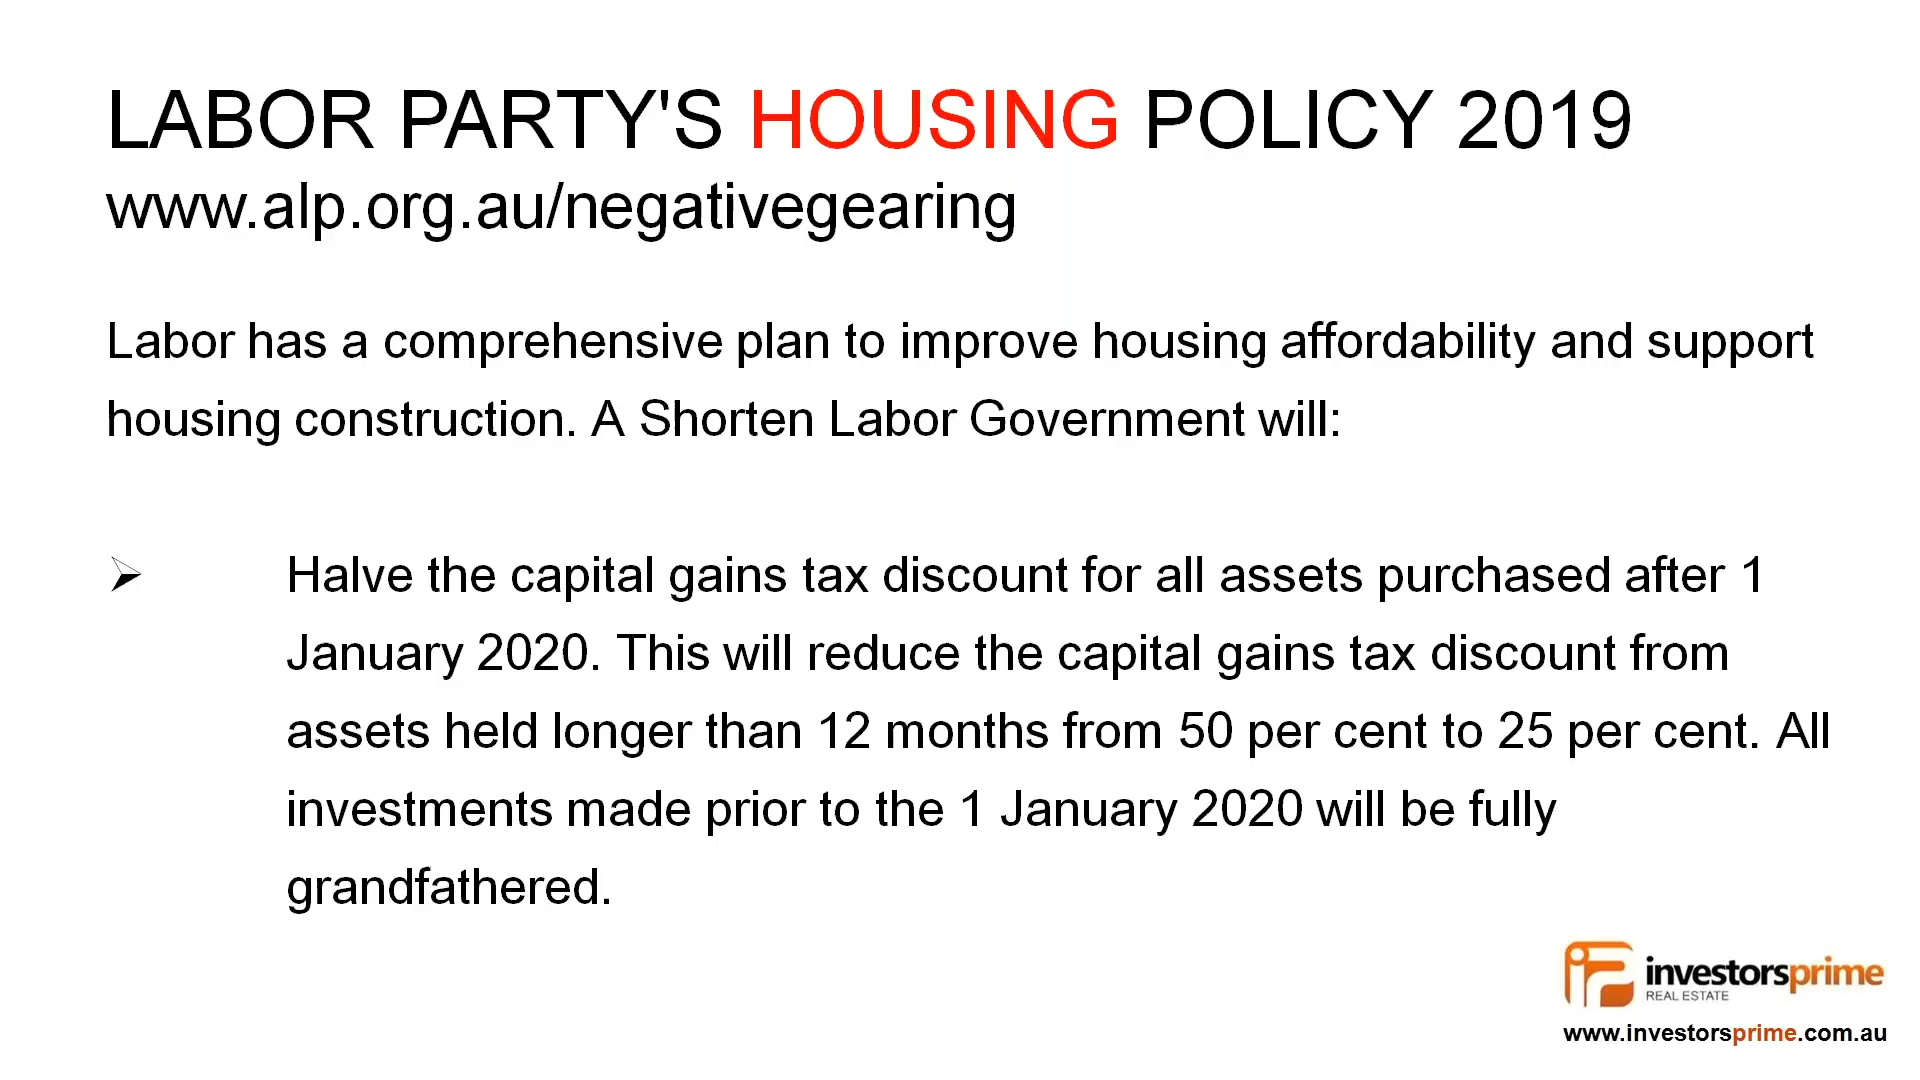 LABOR PARTY'S HOUSING POLICY 2019
www.alp.org.au/negativegearing
Labor has a comprehensive plan to improve housing affordability and support
housing construction. A Shorten Labor Government will:
➢ Halve the capital gains tax discount for all assets purchased after 1
January 2020. This will reduce the capital gains tax discount from
assets held longer than 12 months from 50 per cent to 25 per cent. All
investments made prior to the 1 January 2020 will be fully
grandfathered.
investorsprime
REAL ESTATE
www.investorsprime.com.au